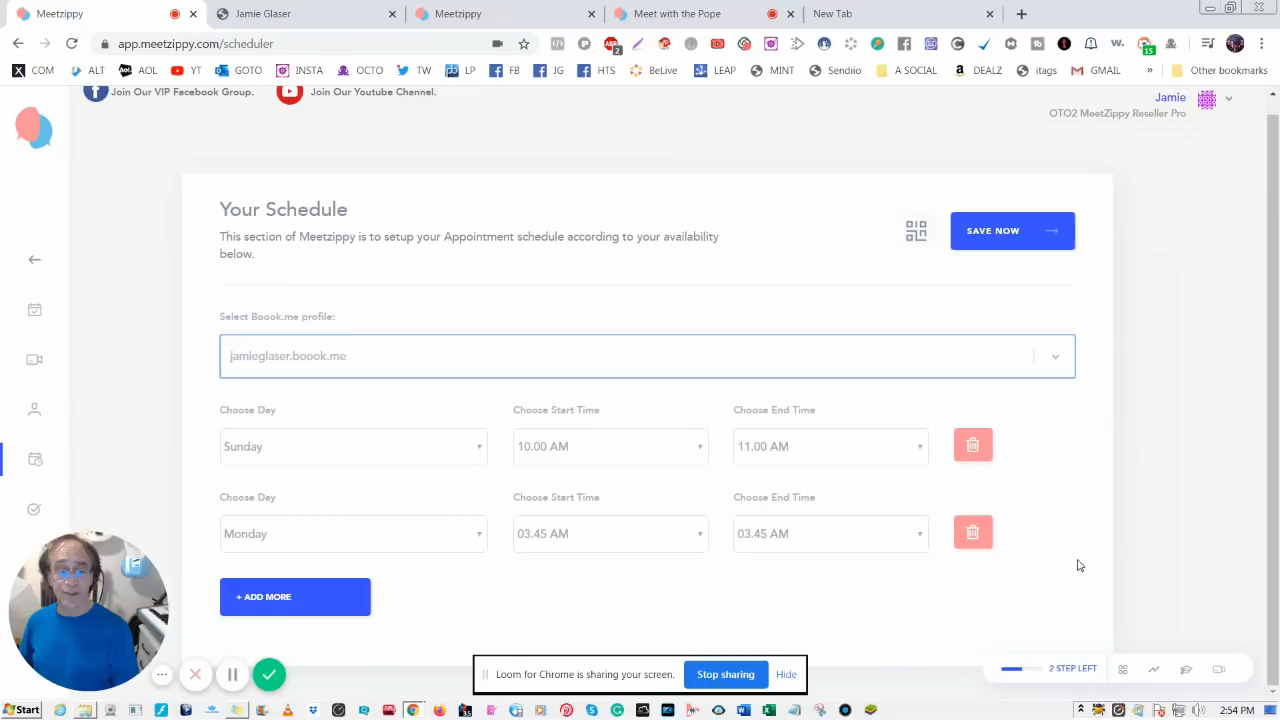 Meetzippy
Jamie Glaser
Meetzippy
Meet with the Pope
New Tab
app.meetzippy.com/scheduler
2
15
COM
ALT
AOL
YT
GOTO
INSTA
OCTO
TW
LP
FB
JG
HTS
BeLive
LEAP
MINT
Sendiio
A SOCIAL
DEALZ
itags
GMAIL
»
Other bookmarks
Join Our VIP Facebook Group.
Join Our Youtube Channel.
Jamie
OTO2 MeetZippy Reseller Pro
Your Schedule
This section of Meetzippy is to setup your Appointment schedule according to your availability
below.
SAVE NOW
Select Boook.me profile:
jamieglaser.boook.me
Choose Day
Choose Start Time
Choose End Time
Sunday
10.00 AM
11.00 AM
Choose Day
Choose Start Time
Choose End Time
Monday
03.45 AM
03.45 AM
+ ADD MORE
2 STEP LEFT
Loom for Chrome is sharing your screen.
Stop sharing
Hide
Start
2:54 PM